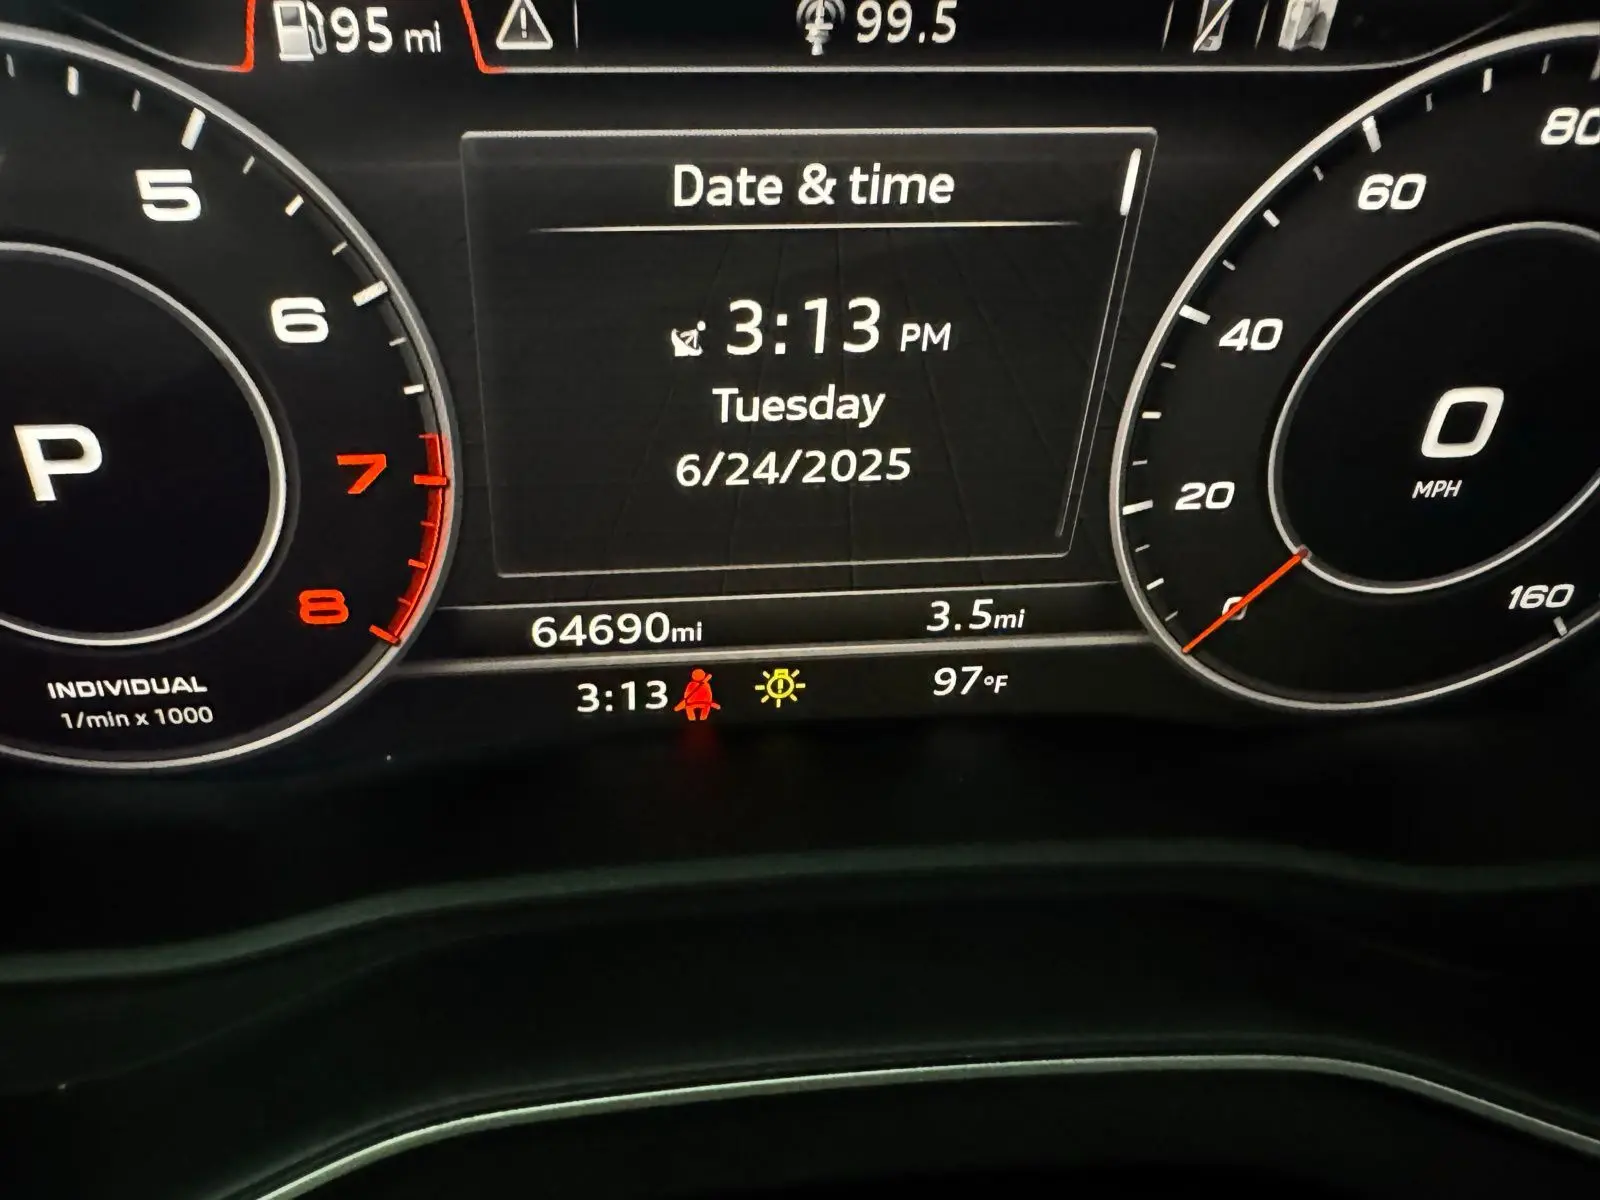 95 mi
99.5
5
6
7
8
P
INDIVIDUAL
1/min x 1000
Date & time
3:13 PM
Tuesday
6/24/2025
64690mi
3.5mi
3:13
97°F
80
60
40
20
0
160
0
MPH